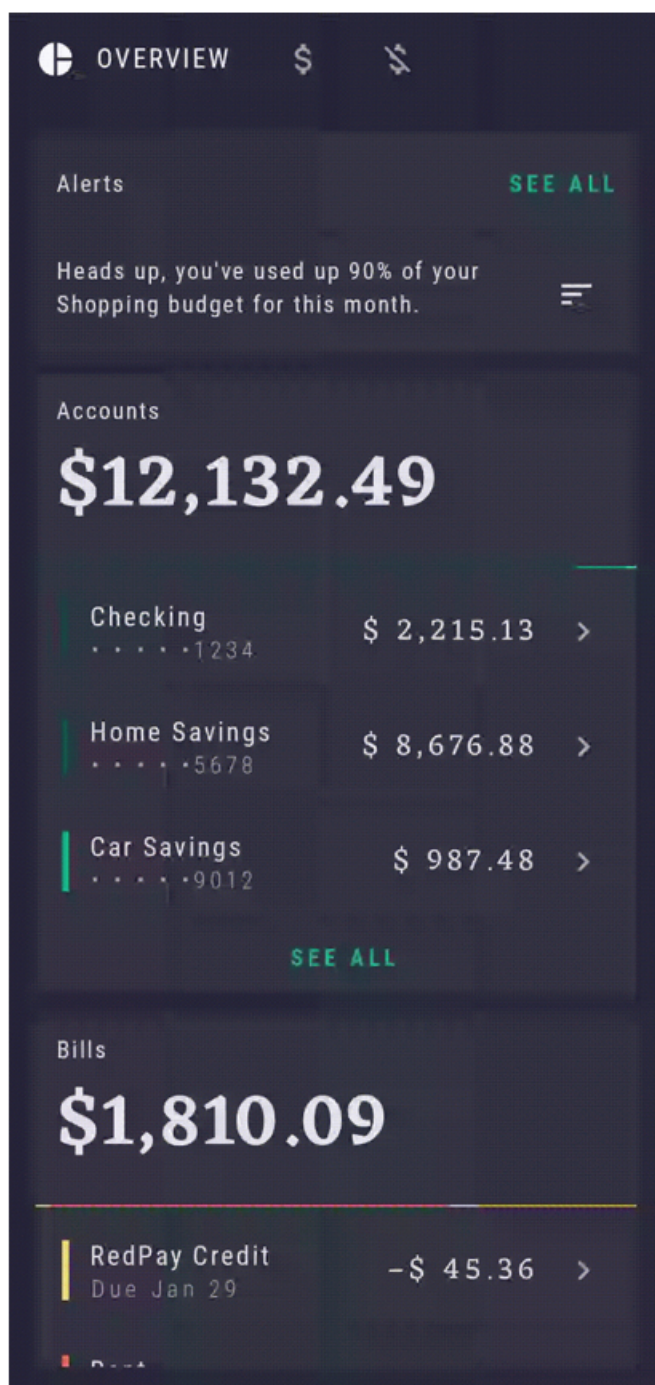 OVERVIEW
Alerts
SEE ALL
Heads up, you've used up 90% of your
Shopping budget for this month.
Accounts
$12,132.49
Checking
$ 2,215.13
· · · · ·1234
Home Savings
$ 8,676.88
· · · · ·5678
Car Savings
$ 987.48
· · · · ·9012
SEE ALL
Bills
$1,810.09
RedPay Credit
–$ 45.36
Due Jan 29